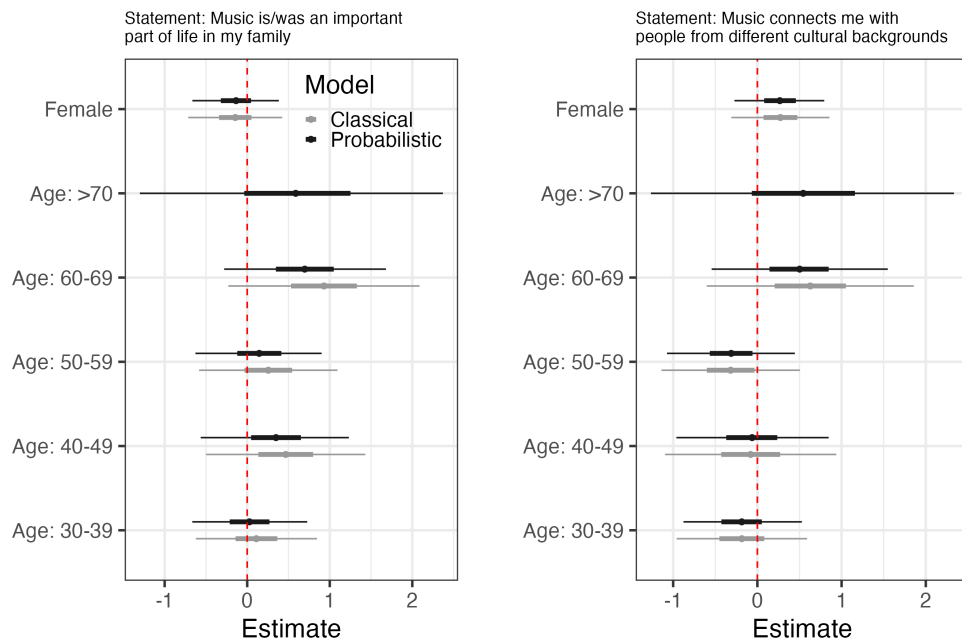 Statement: Music is/was an important
part of life in my family
Model
Classical
Probabilistic
Female
Age: >70
Age: 60-69
Age: 50-59
Age: 40-49
Age: 30-39
-1 0 1 2
Estimate
Statement: Music connects me with
people from different cultural backgrounds
Female
Age: >70
Age: 60-69
Age: 50-59
Age: 40-49
Age: 30-39
-1 0 1 2
Estimate